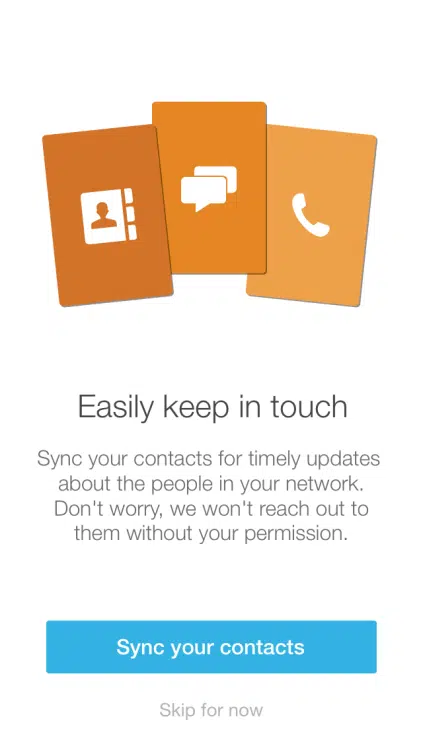 Easily keep in touch
Sync your contacts for timely updates
about the people in your network.
Don't worry, we won't reach out to
them without your permission.
Sync your contacts
Skip for now